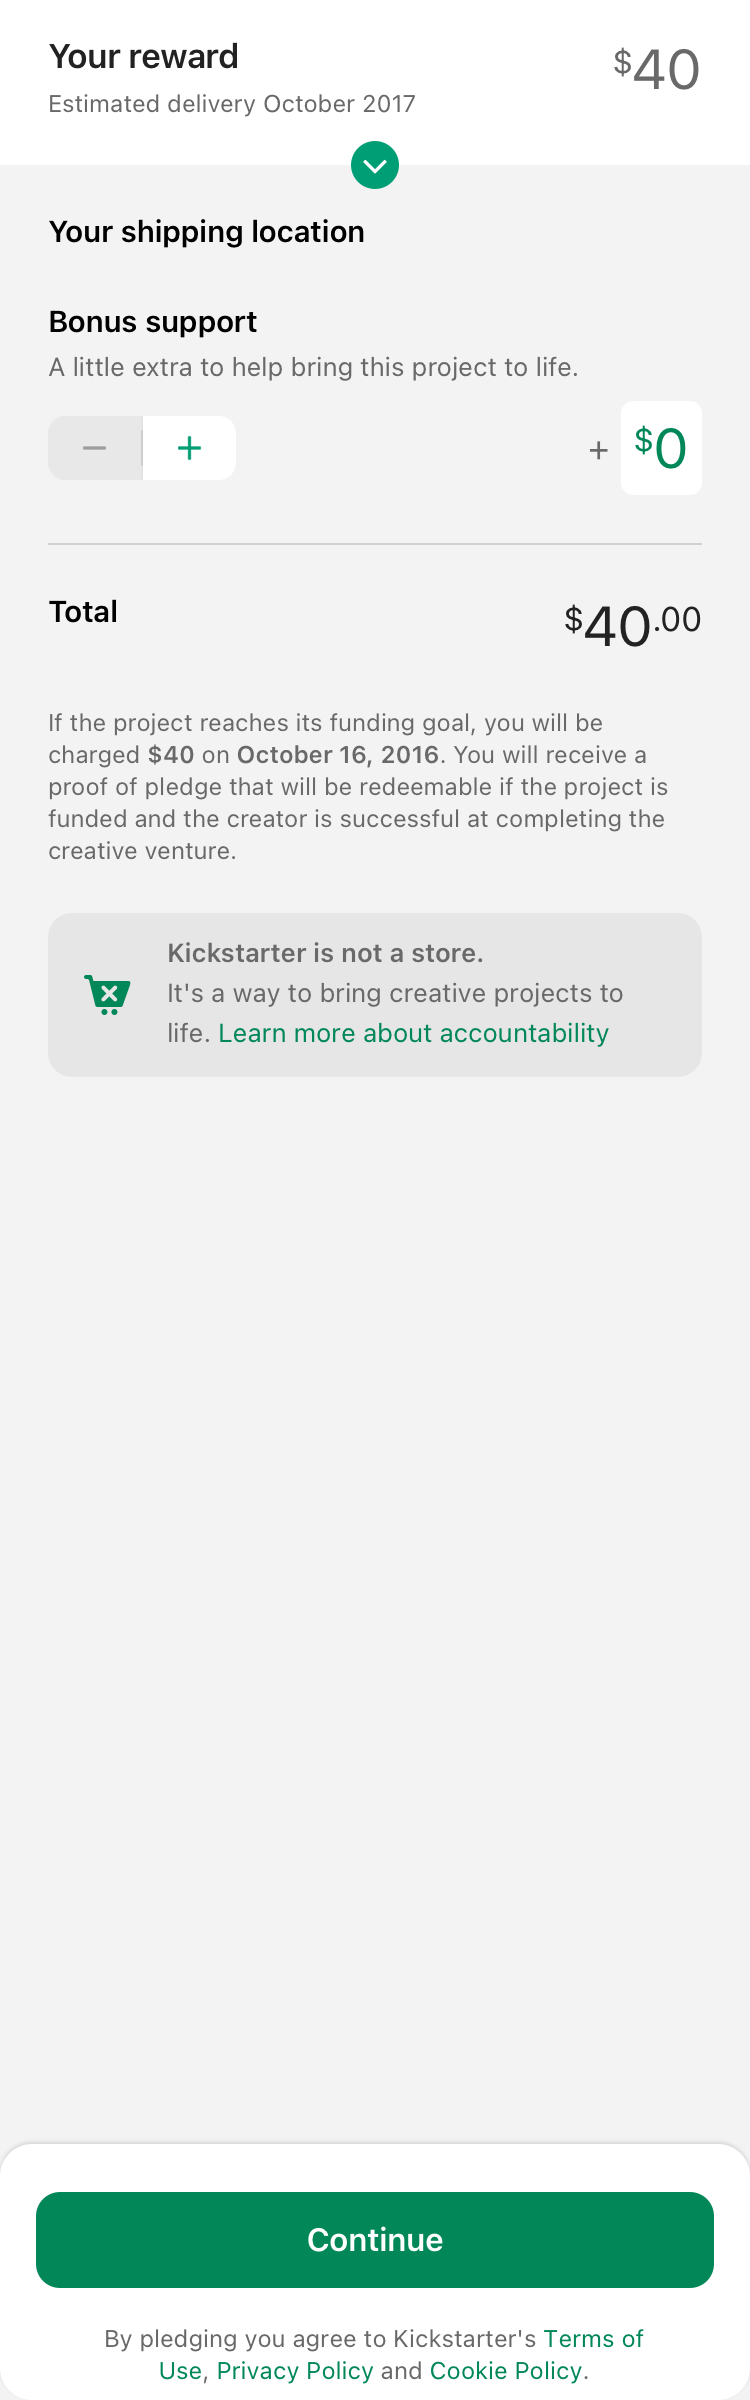 Your reward
$40
Estimated delivery October 2017
Your shipping location
Bonus support
A little extra to help bring this project to life.
− + + $0
Total
$40.00
If the project reaches its funding goal, you will be
charged $40 on October 16, 2016. You will receive a
proof of pledge that will be redeemable if the project is
funded and the creator is successful at completing the
creative venture.
Kickstarter is not a store.
It's a way to bring creative projects to
life. Learn more about accountability
Continue
By pledging you agree to Kickstarter's Terms of
Use, Privacy Policy and Cookie Policy.